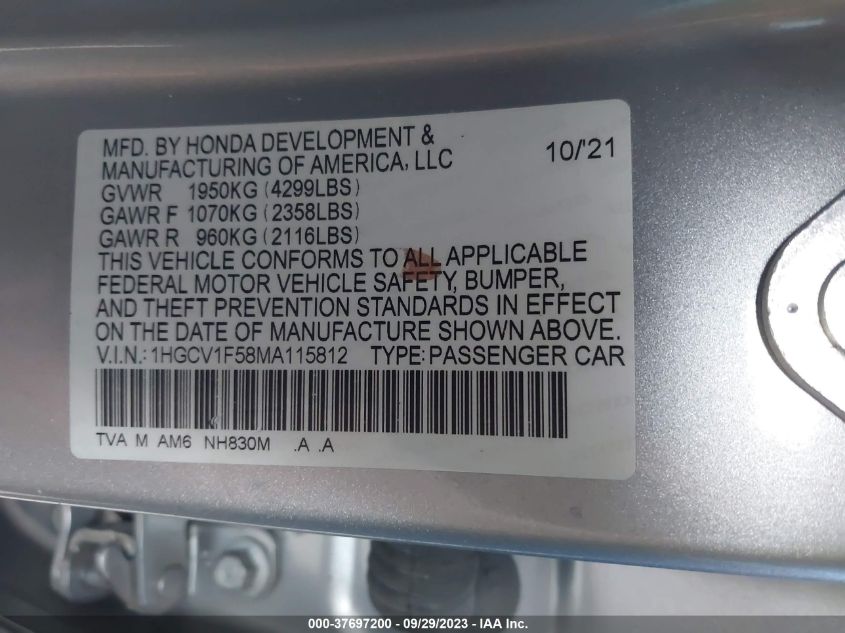 MFD. BY HONDA DEVELOPMENT &
MANUFACTURING OF AMERICA, LLC 10/'21
GVWR 1950KG (4299LBS)
GAWR F 1070KG (2358LBS)
GAWR R 960KG (2116LBS)
THIS VEHICLE CONFORMS TO ALL APPLICABLE
FEDERAL MOTOR VEHICLE SAFETY, BUMPER,
AND THEFT PREVENTION STANDARDS IN EFFECT
ON THE DATE OF MANUFACTURE SHOWN ABOVE.
V.I.N.: 1HGCV1F58MA115812 TYPE: PASSENGER CAR
TVA M AM6 NH830M .A .A
000-37697200 - 09/29/2023 - IAA Inc.